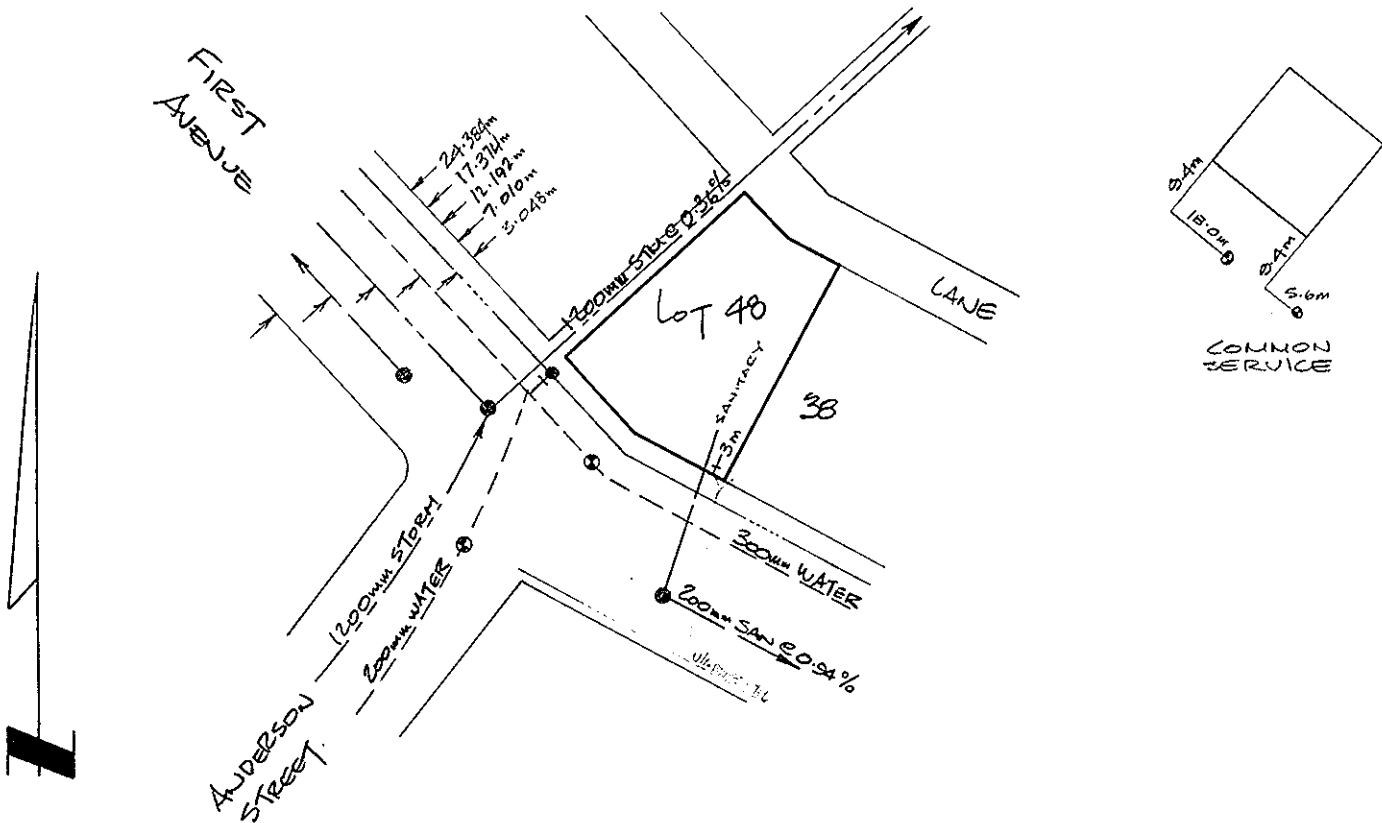 FIRST
AVENUE
24.384m
17.374m
12.192m
7.010m
3.048m
1200mm STM @ 0.36%
LOT 48
LANE
SANITARY
3m
38
1200mm STORM
200mm WATER
300mm WATER
200mm SAN @ 0.94%
ANDERSON
STREET
8.4m
18.0m
8.4m
5.6m
COMMON
SERVICE